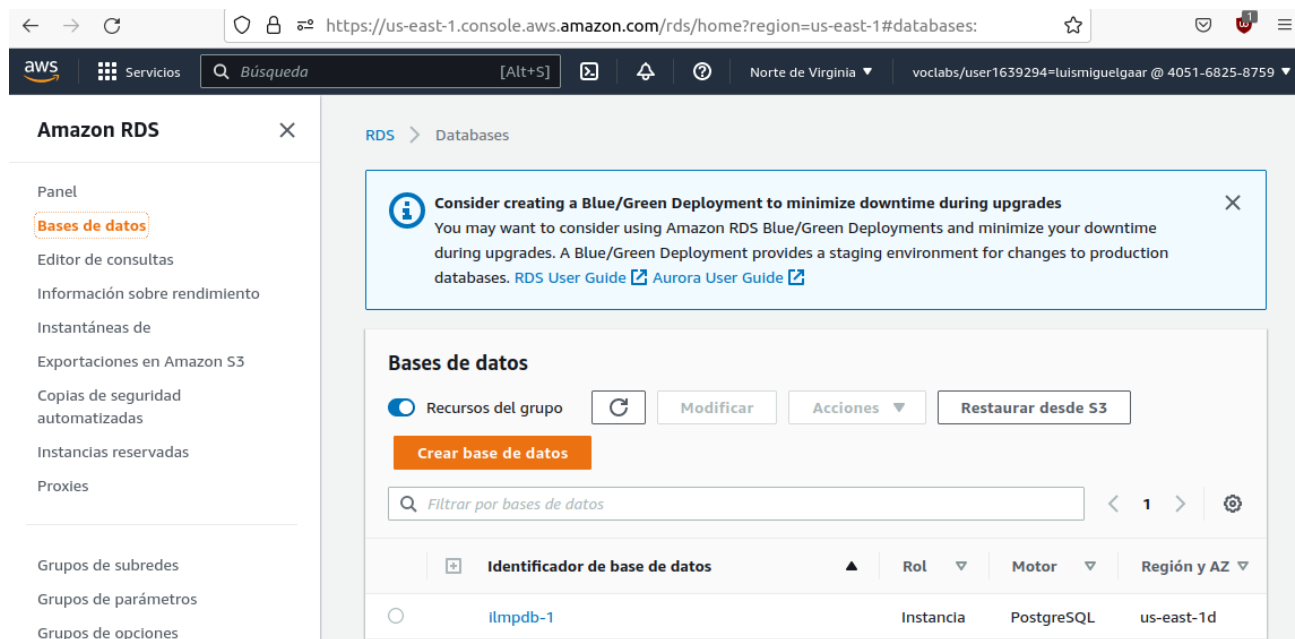 https://us-east-1.console.aws.amazon.com/rds/home?region=us-east-1#databases:
1
aws
Servicios
Búsqueda
[Alt+S]
Norte de Virginia
voclabs/user1639294=luismiguelgaar @ 4051-6825-8759
Amazon RDS
Panel
Bases de datos
Editor de consultas
Información sobre rendimiento
Instantáneas de
Exportaciones en Amazon S3
Copias de seguridad
automatizadas
Instancias reservadas
Proxies
Grupos de subredes
Grupos de parámetros
Grupos de opciones
RDS > Databases
Consider creating a Blue/Green Deployment to minimize downtime during upgrades
You may want to consider using Amazon RDS Blue/Green Deployments and minimize your downtime
during upgrades. A Blue/Green Deployment provides a staging environment for changes to production
databases. RDS User Guide Aurora User Guide
Bases de datos
Recursos del grupo
Modificar
Acciones
Restaurar desde S3
Crear base de datos
Filtrar por bases de datos
1
Identificador de base de datos
Rol
Motor
Región y AZ
ilmpdb-1
Instancia
PostgreSQL
us-east-1d